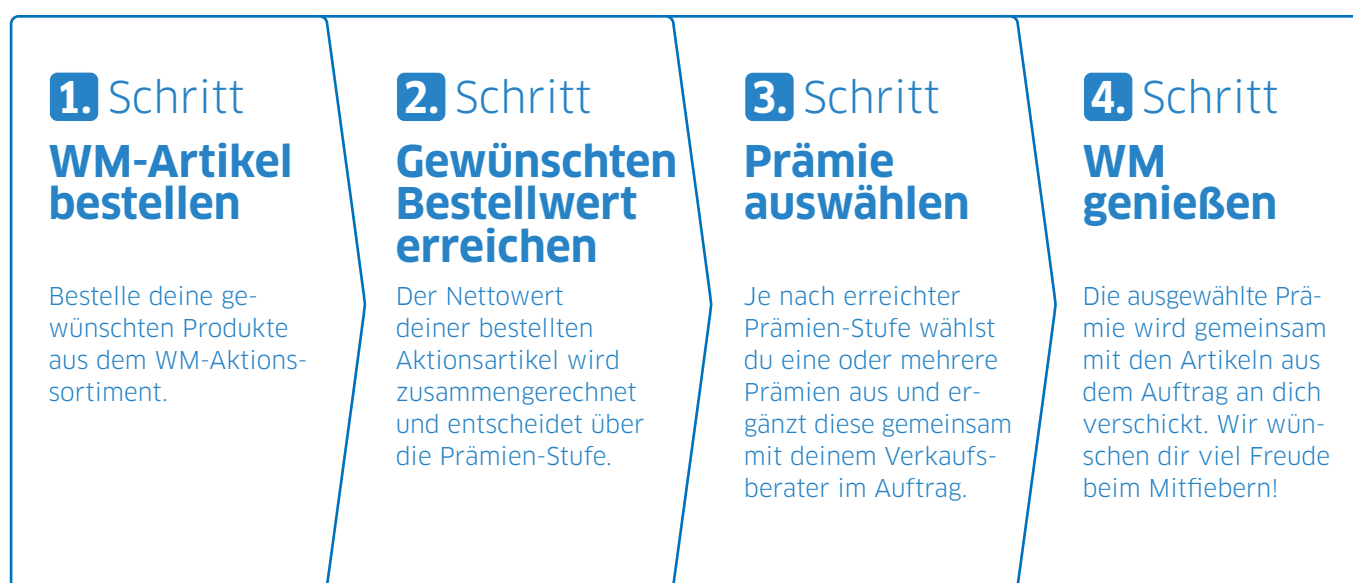 1. Schritt
WM-Artikel
bestellen
Bestelle deine ge-
wünschten Produkte
aus dem WM-Aktions-
sortiment.
2. Schritt
Gewünschten
Bestellwert
erreichen
Der Nettowert
deiner bestellten
Aktionsartikel wird
zusammengerechnet
und entscheidet über
die Prämien-Stufe.
3. Schritt
Prämie
auswählen
Je nach erreichter
Prämien-Stufe wählst
du eine oder mehrere
Prämien aus und er-
gänzt diese gemeinsam
mit deinem Verkaufs-
berater im Auftrag.
4. Schritt
WM
genießen
Die ausgewählte Prä-
mie wird gemeinsam
mit den Artikeln aus
dem Auftrag an dich
verschickt. Wir wün-
schen dir viel Freude
beim Mitfiebern!